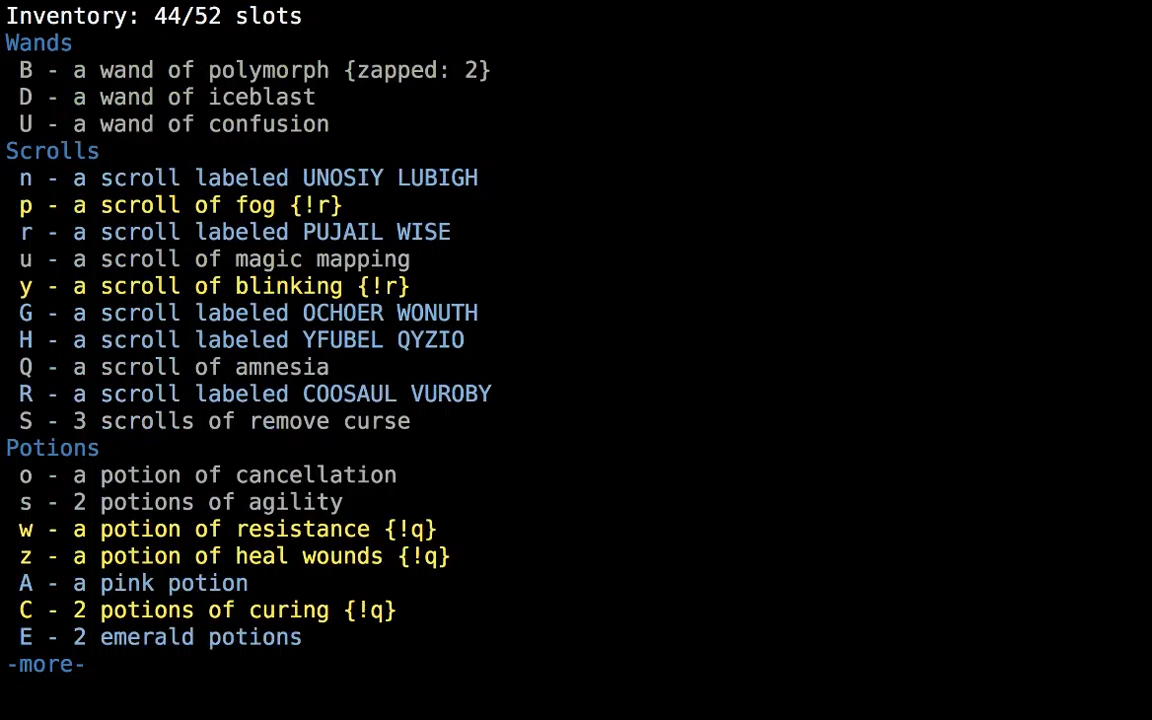 Inventory: 44/52 slots
Wands
B - a wand of polymorph {zapped: 2}
D - a wand of iceblast
U - a wand of confusion
Scrolls
n - a scroll labeled UNOSIY LUBIGH
p - a scroll of fog {!r}
r - a scroll labeled PUJAIL WISE
u - a scroll of magic mapping
y - a scroll of blinking {!r}
G - a scroll labeled OCHOER WONUTH
H - a scroll labeled YFUBEL QYZIO
Q - a scroll of amnesia
R - a scroll labeled COOSAUL VUROBY
S - 3 scrolls of remove curse
Potions
o - a potion of cancellation
s - 2 potions of agility
w - a potion of resistance {!q}
z - a potion of heal wounds {!q}
A - a pink potion
C - 2 potions of curing {!q}
E - 2 emerald potions
-more-